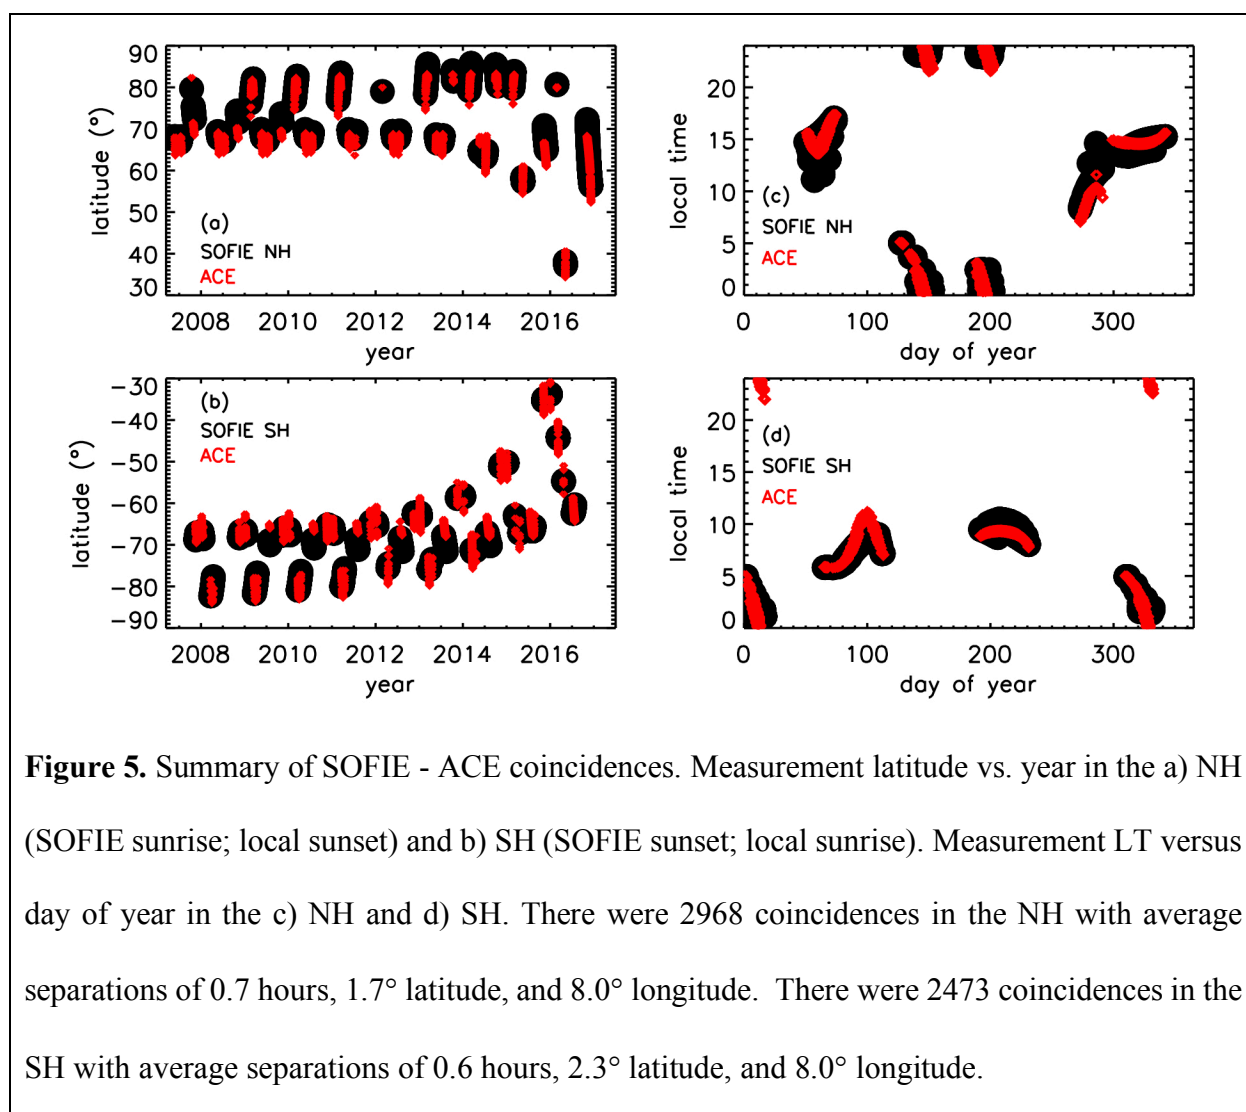 90
80
70
60
50
40
30
latitude (°)
(a)
SOFIE NH
ACE
2008 2010 2012 2014 2016
year
20
15
10
5
0
local time
(c)
SOFIE NH
ACE
0 100 200 300
day of year
−30
−40
−50
−60
−70
−80
−90
latitude (°)
(b)
SOFIE SH
ACE
2008 2010 2012 2014 2016
year
20
15
10
5
0
local time
(d)
SOFIE SH
ACE
0 100 200 300
day of year
Figure 5. Summary of SOFIE - ACE coincidences. Measurement latitude vs. year in the a) NH
(SOFIE sunrise; local sunset) and b) SH (SOFIE sunset; local sunrise). Measurement LT versus
day of year in the c) NH and d) SH. There were 2968 coincidences in the NH with average
separations of 0.7 hours, 1.7° latitude, and 8.0° longitude. There were 2473 coincidences in the
SH with average separations of 0.6 hours, 2.3° latitude, and 8.0° longitude.